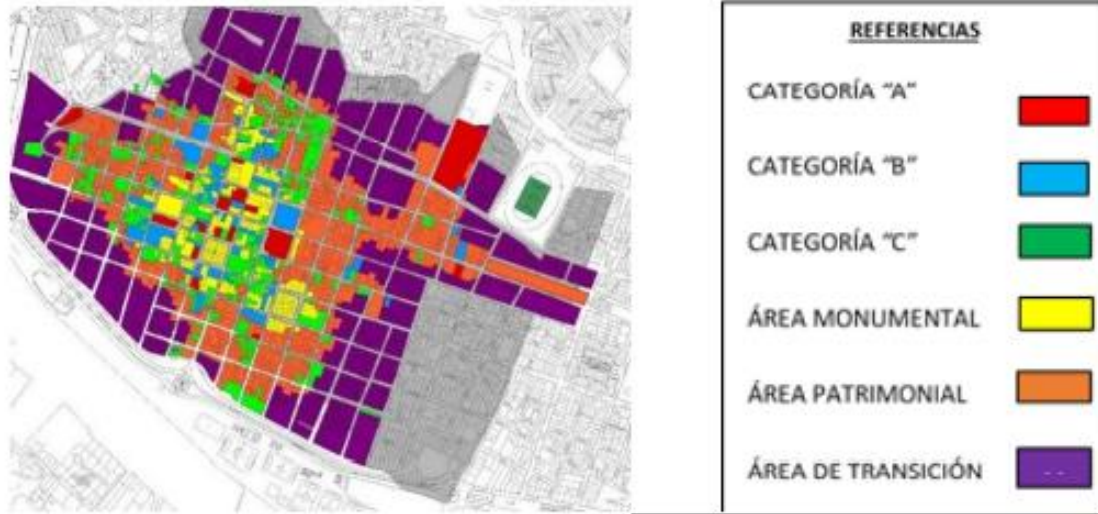 REFERENCIAS
CATEGORÍA “A”
CATEGORÍA “B”
CATEGORÍA “C”
ÁREA MONUMENTAL
ÁREA PATRIMONIAL
ÁREA DE TRANSICIÓN